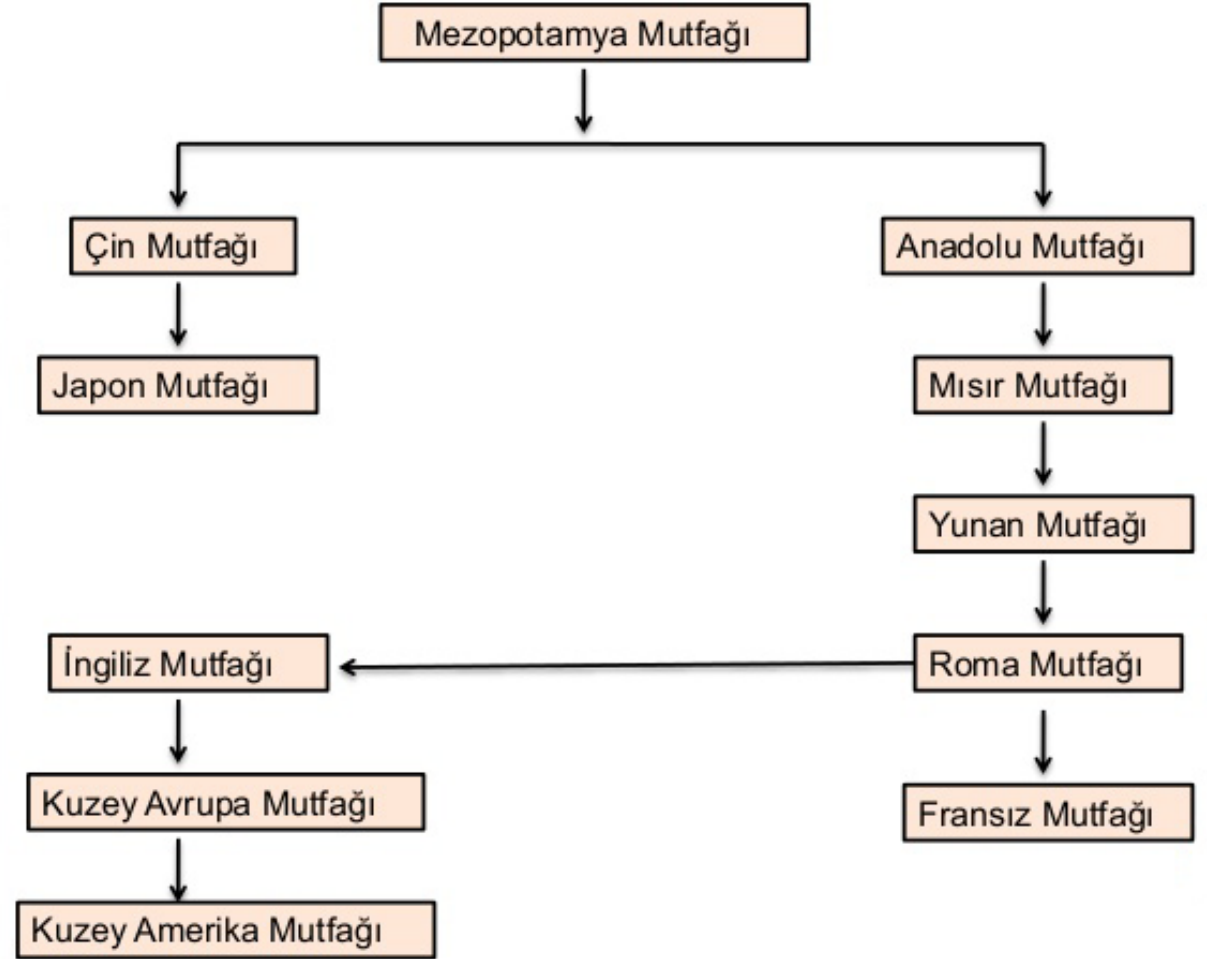 Mezopotamya Mutfağı
Çin Mutfağı
Anadolu Mutfağı
Japon Mutfağı
Mısır Mutfağı
Yunan Mutfağı
İngiliz Mutfağı
Roma Mutfağı
Kuzey Avrupa Mutfağı
Fransız Mutfağı
Kuzey Amerika Mutfağı